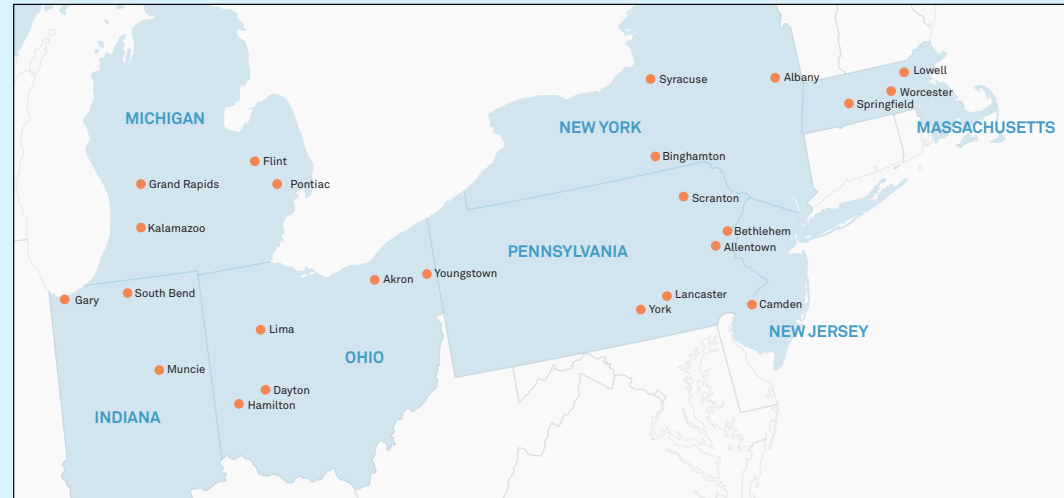 Lowell
Syracuse
Albany
Worcester
Springfield
MICHIGAN
NEW YORK
MASSACHUSETTS
Binghamton
Flint
Grand Rapids
Pontiac
Scranton
Kalamazoo
Bethlehem
Allentown
PENNSYLVANIA
Akron
Youngstown
South Bend
Gary
Lancaster
Camden
York
Lima
NEW JERSEY
OHIO
Muncie
Dayton
Hamilton
INDIANA